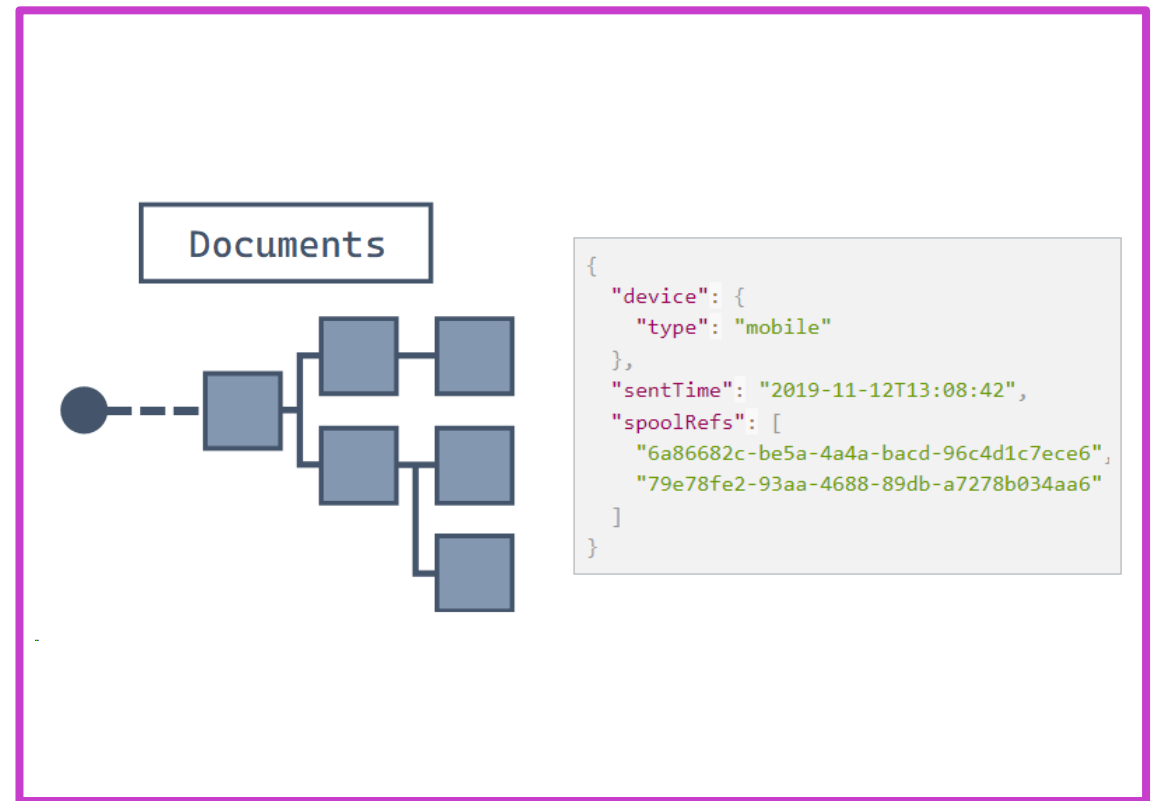 Documents
{
"device": {
"type": "mobile"
},
"sentTime": "2019-11-12T13:08:42",
"spoolRefs": [
"6a86682c-be5a-4a4a-bacd-96c4d1c7ece6",
"79e78fe2-93aa-4688-89db-a7278b034aa6"
]
}